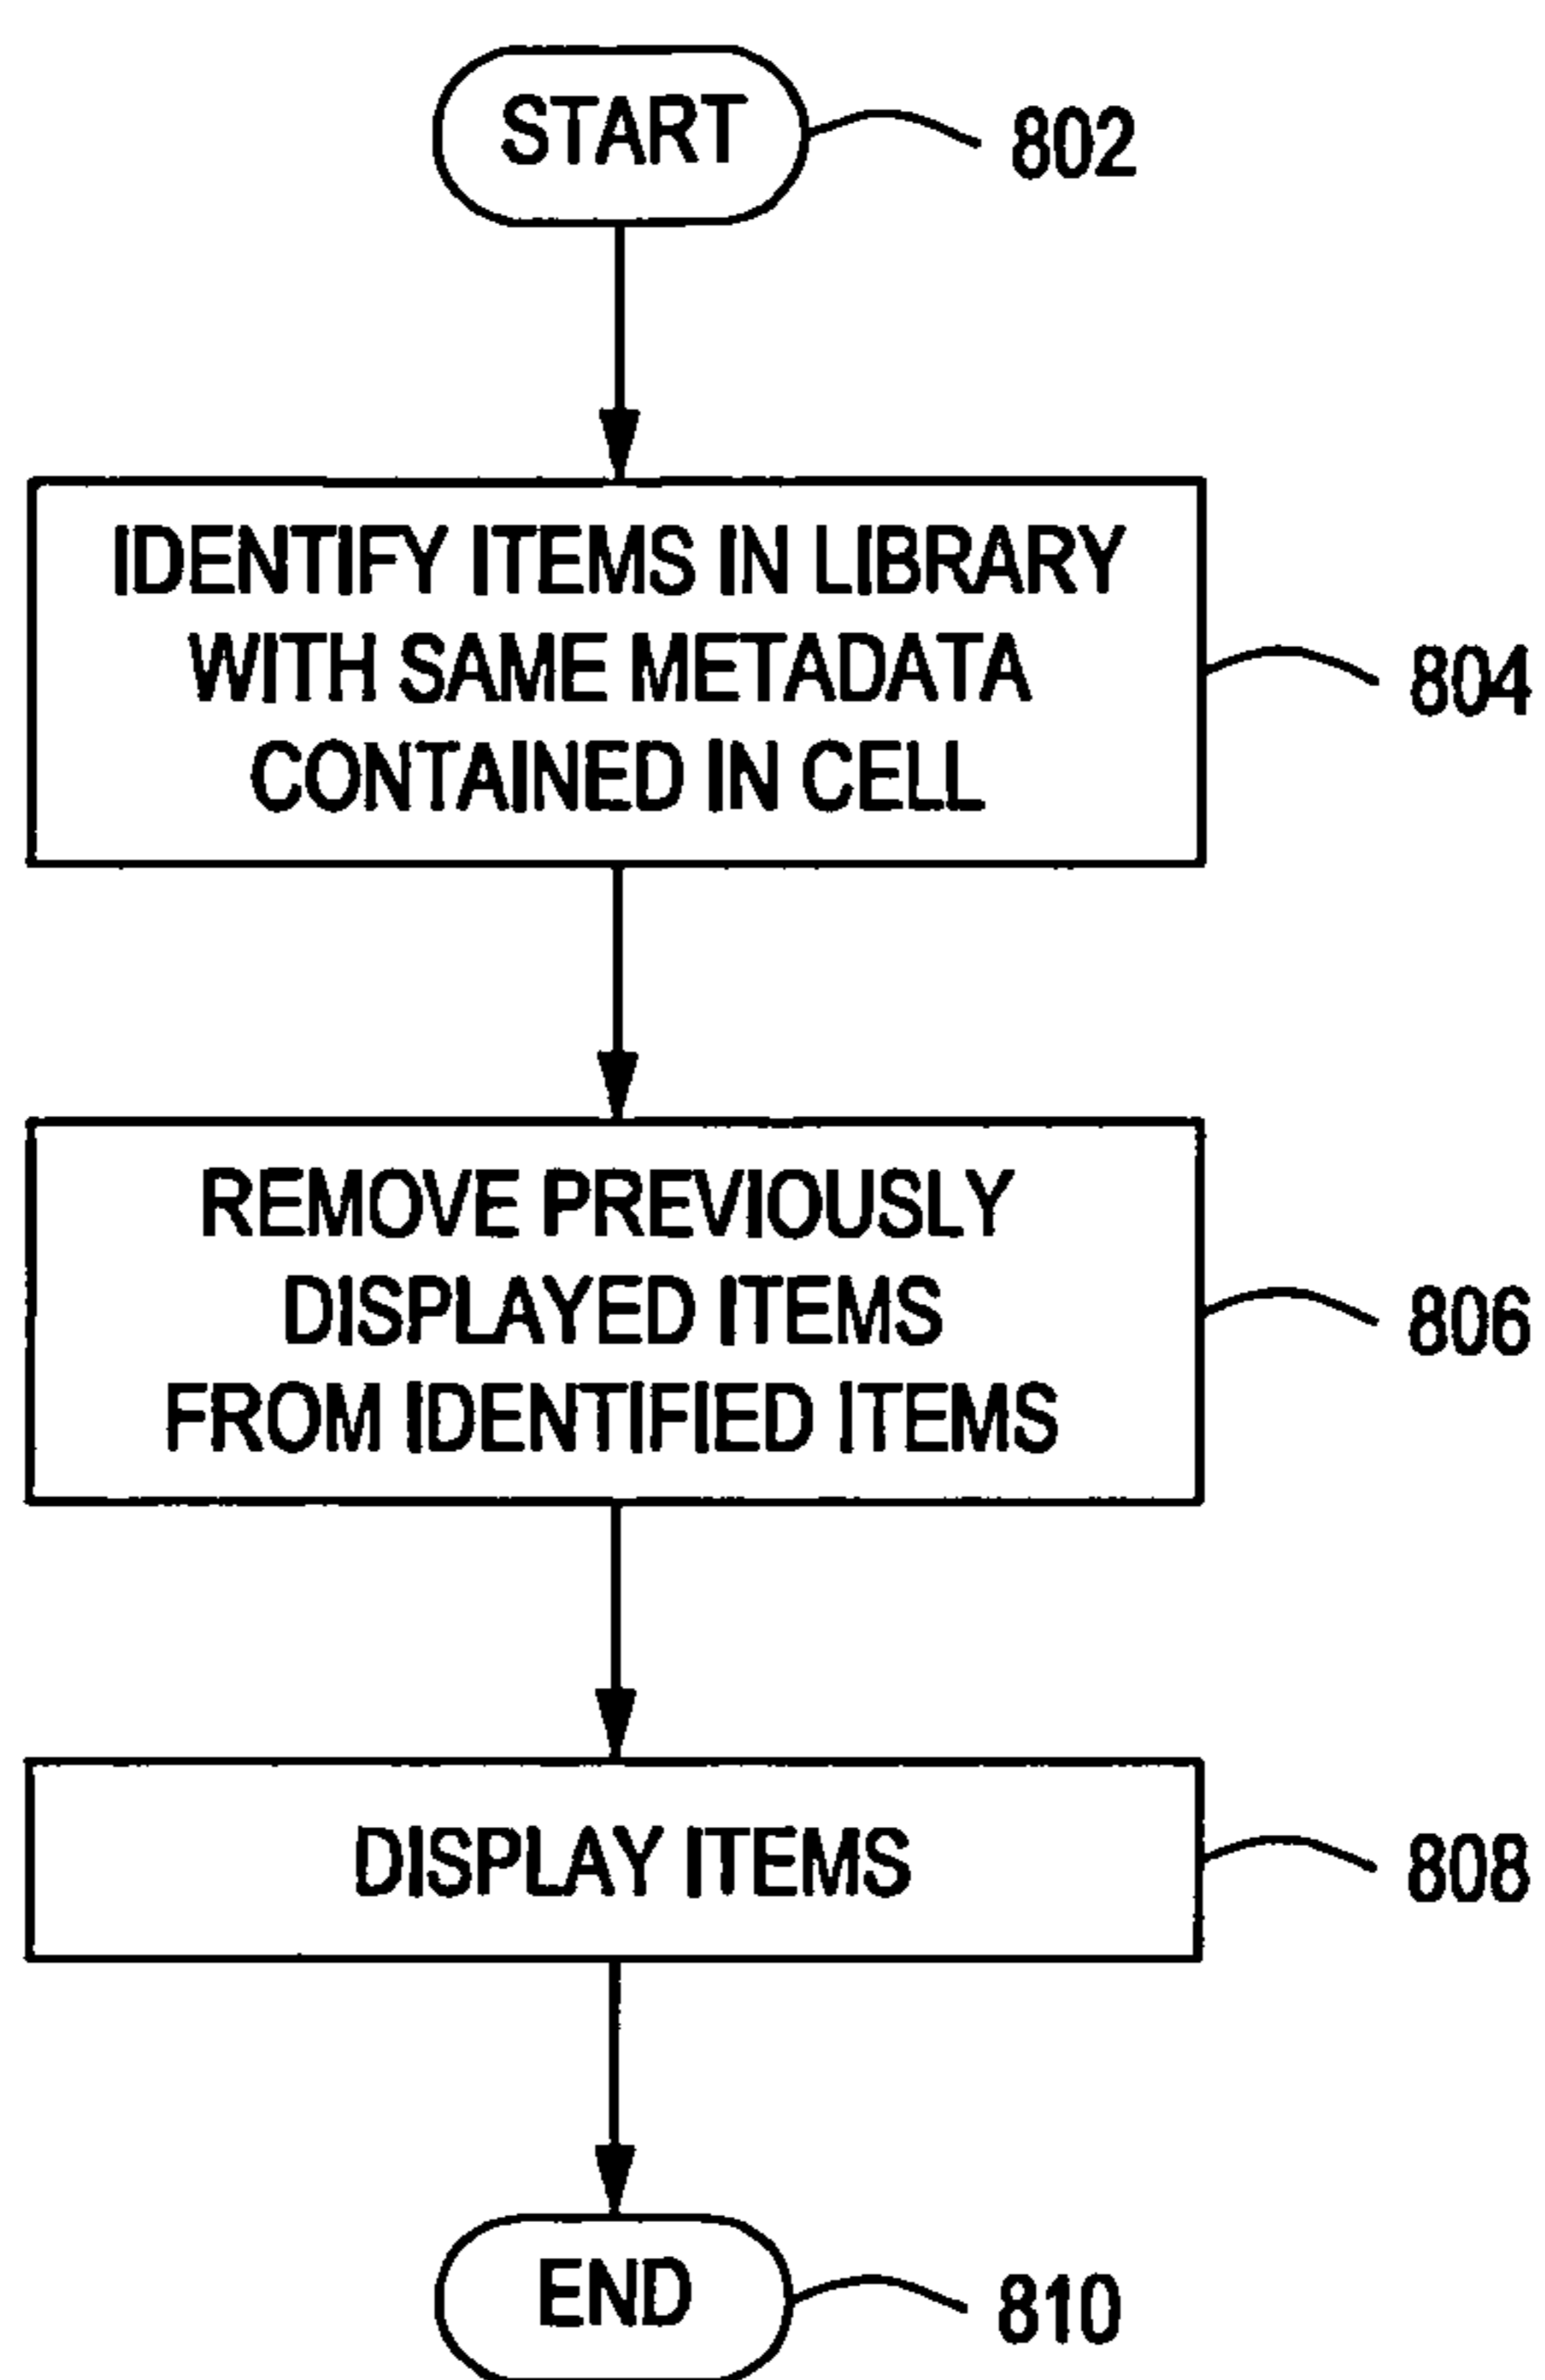 START
802
IDENTIFY ITEMS IN LIBRARY
WITH SAME METADATA
CONTAINED IN CELL
804
REMOVE PREVIOUSLY
DISPLAYED ITEMS
FROM IDENTIFIED ITEMS
806
DISPLAY ITEMS
808
END
810